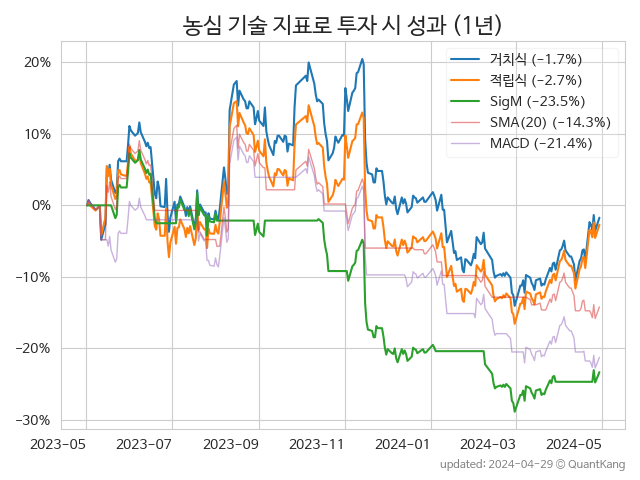 농심 기술 지표로 투자 시 성과 (1년)
거치식 (−1.7%)
적립식 (−2.7%)
SigM (−23.5%)
SMA(20) (−14.3%)
MACD (−21.4%)
20%
10%
0%
−10%
−20%
−30%
2023-05
2023-07
2023-09
2023-11
2024-01
2024-03
2024-05
updated: 2024-04-29 © QuantKang